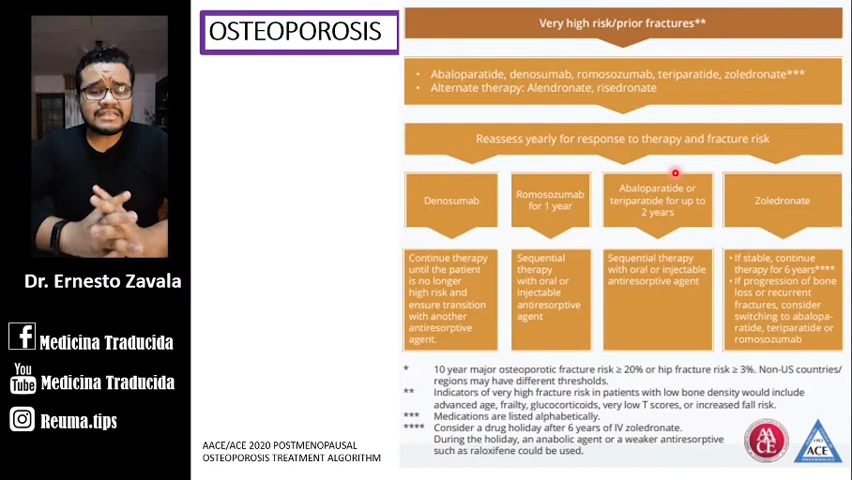 OSTEOPOROSIS
Very high risk/prior fractures**
• Abaloparatide, denosumab, romosozumab, teriparatide, zoledronate***
• Alternate therapy: Alendronate, risedronate
Reassess yearly for response to therapy and fracture risk
Denosumab
Romosozumab
for 1 year
Abaloparatide or
teriparatide for up to
2 years
Zoledronate
Continue therapy
until the patient
is no longer
high risk and
ensure transition
with another
antiresorptive
agent.
Sequential
therapy
with oral or
injectable
antiresorptive
agent
Sequential therapy
with oral or injectable
antiresorptive agent
• If stable, continue
therapy for 6 years****
• If progression of bone
loss or recurrent
fractures, consider
switching to abalopa-
ratide, teriparatide or
romosozumab
* 10 year major osteoporotic fracture risk ≥ 20% or hip fracture risk ≥ 3%. Non-US countries/
regions may have different thresholds.
** Indicators of very high fracture risk in patients with low bone density would include
advanced age, frailty, glucocorticoids, very low T scores, or increased fall risk.
*** Medications are listed alphabetically.
**** Consider a drug holiday after 6 years of IV zoledronate.
During the holiday, an anabolic agent or a weaker antiresorptive
such as raloxifene could be used.
AACE/ACE 2020 POSTMENOPAUSAL
OSTEOPOROSIS TREATMENT ALGORITHM
AACE
ACE
Dr. Ernesto Zavala
Medicina Traducida
You
Tube
Medicina Traducida
Reuma.tips